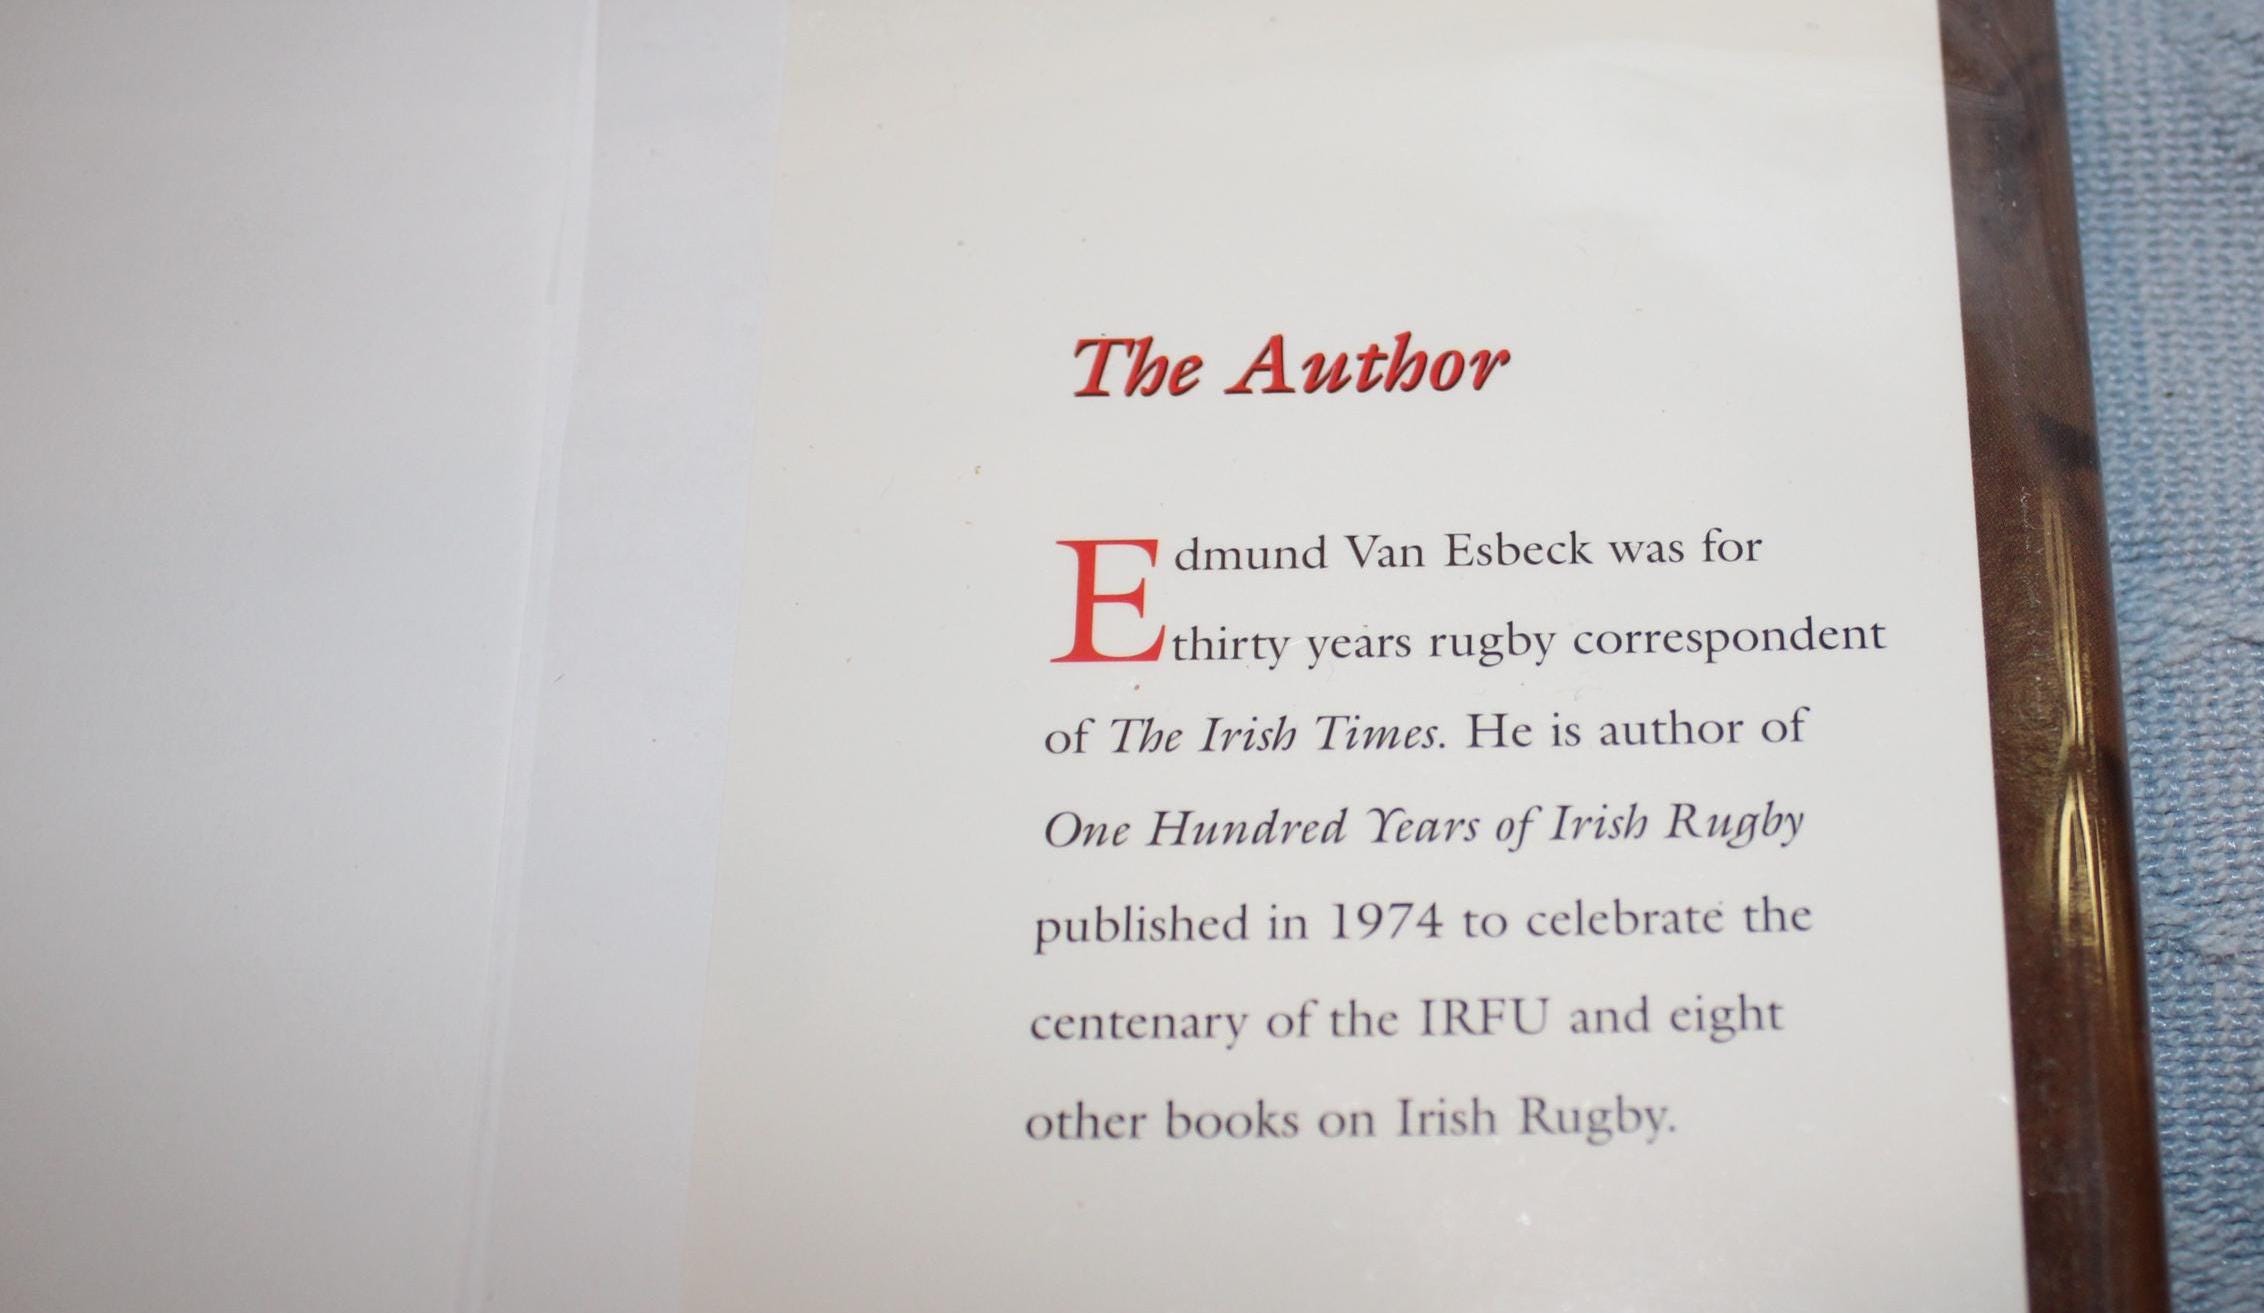 The Author
Edmund Van Esbeck was for
thirty years rugby correspondent
of The Irish Times. He is author of
One Hundred Years of Irish Rugby
published in 1974 to celebrate the
centenary of the IRFU and eight
other books on Irish Rugby.